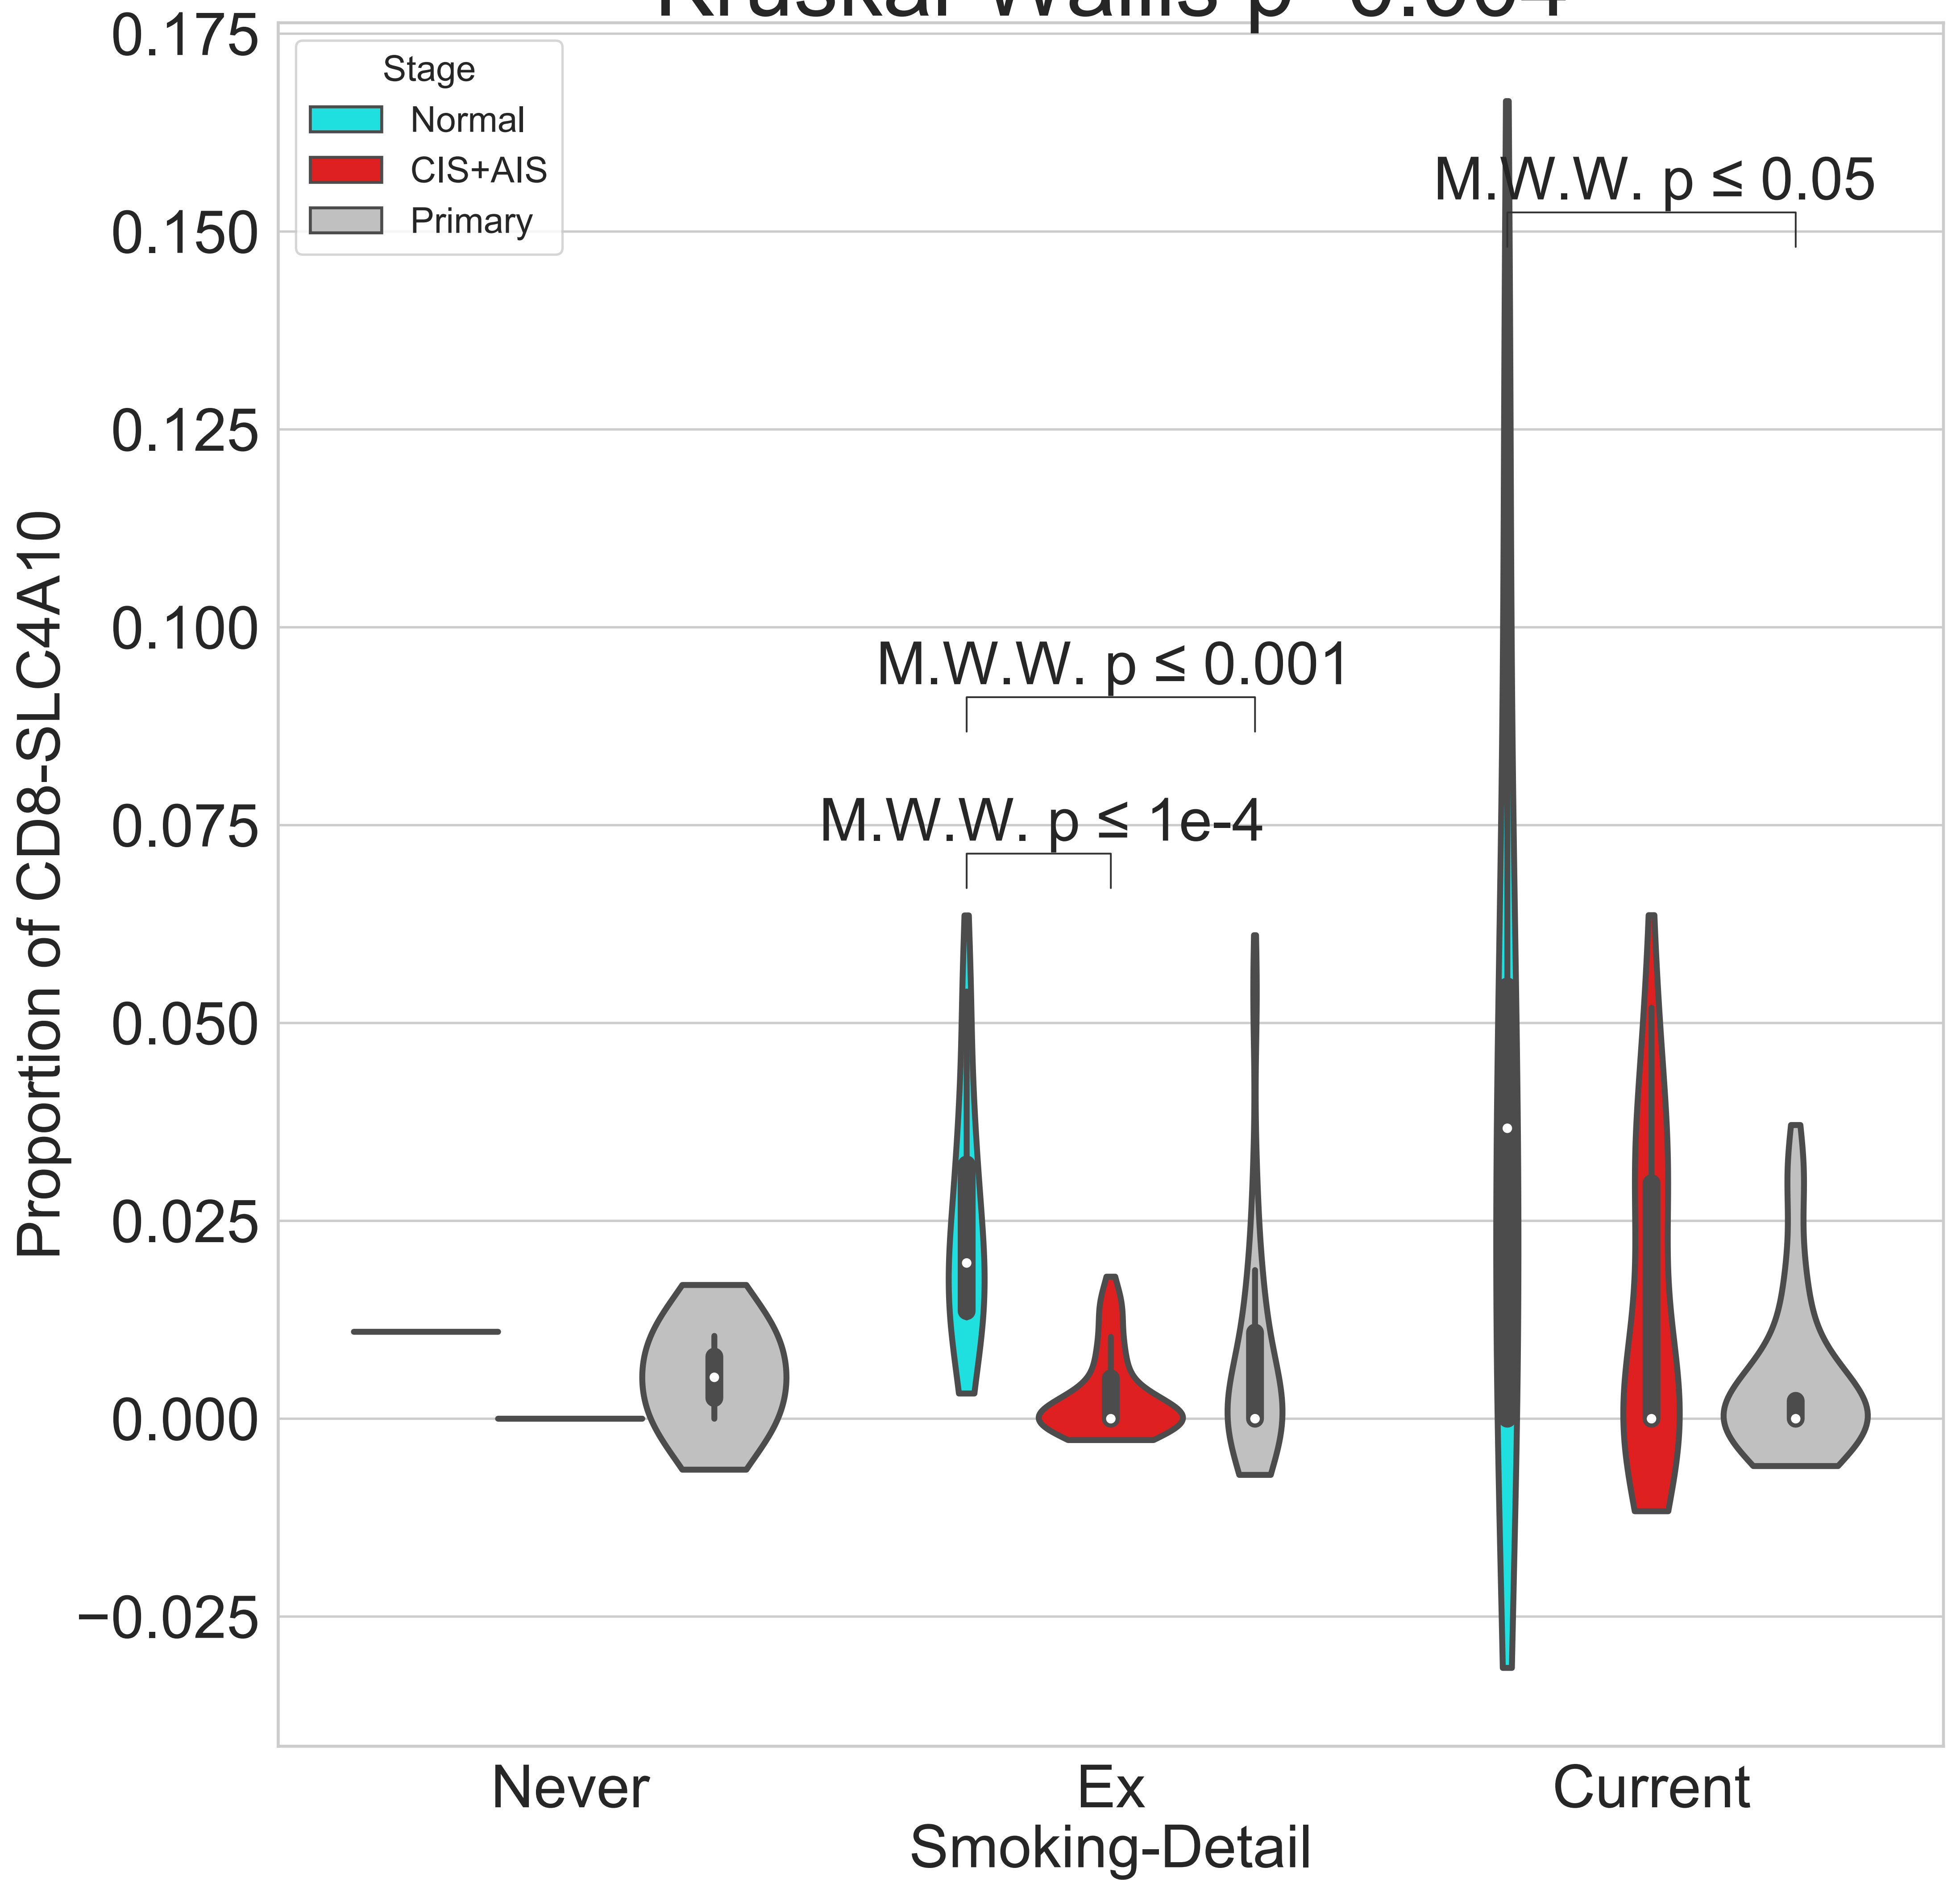 Kruskal-Wallis p
0.175
0.150
0.125
0.100
0.075
0.050
0.025
0.000
−0.025
Proportion of CD8-SLC4A10
Stage
Normal
CIS+AIS
Primary
M.W.W. p ≤ 0.05
M.W.W. p ≤ 0.001
M.W.W. p ≤ 1e-4
Never
Ex
Current
Smoking-Detail